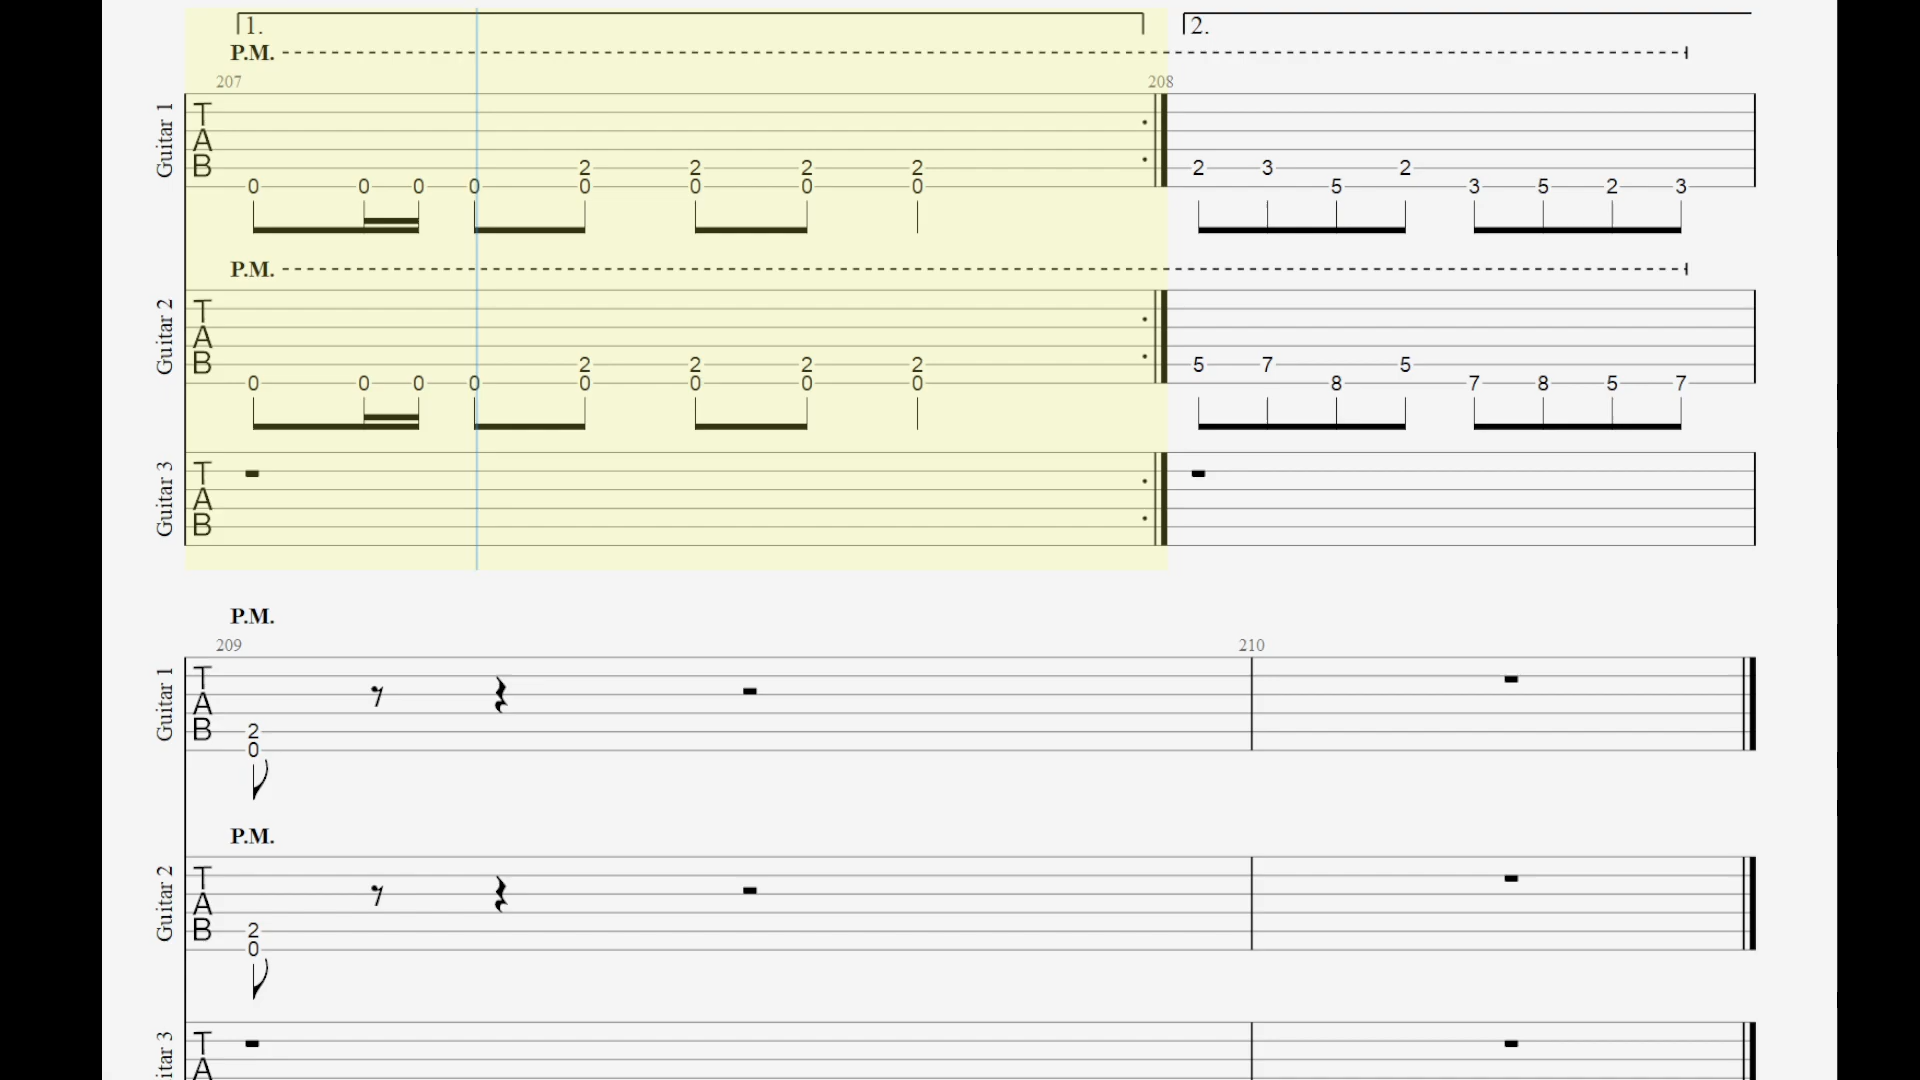 1. 2.
P.M. P.M.
207 208
Guitar 1
T
A
B
2 2 2 2 2 3 2
0 0 0 0 0 0 0 0 5 3 5 2 3
P.M.
Guitar 2
T
A
B
2 2 2 2 5 7 5
0 0 0 0 0 0 0 0 8 7 8 5 7
Guitar 3
T
A
B
P.M.
209 210
Guitar 1
T
A
B
2
0
P.M.
Guitar 2
T
A
B
2
0
itar 3
T
A